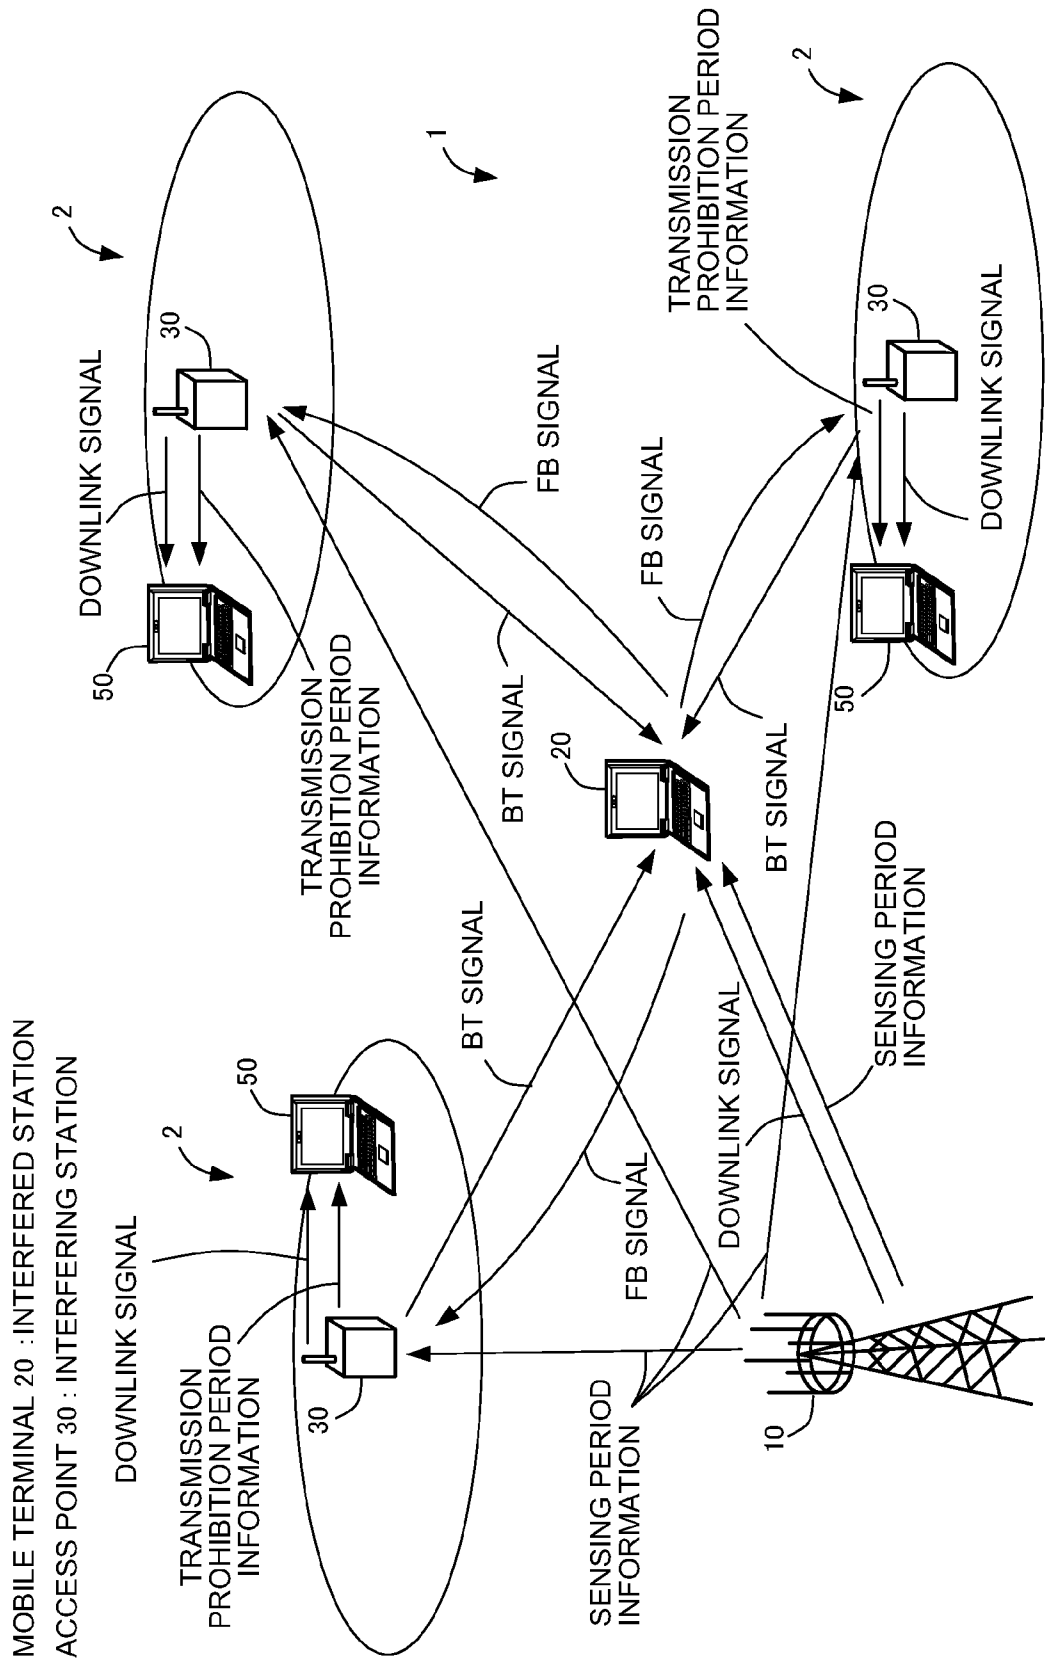 MOBILE TERMINAL 20 : INTERFERED STATION
ACCESS POINT 30 : INTERFERING STATION
DOWNLINK SIGNAL
TRANSMISSION
PROHIBITION PERIOD
INFORMATION
30
2
50
DOWNLINK SIGNAL
50
30
2
TRANSMISSION
PROHIBITION PERIOD
INFORMATION
1
BT SIGNAL
BT SIGNAL
FB SIGNAL
20
FB SIGNAL
SENSING PERIOD
INFORMATION
FB SIGNAL
DOWNLINK SIGNAL
BT SIGNAL
SENSING PERIOD
INFORMATION
10
TRANSMISSION
PROHIBITION PERIOD
INFORMATION
2
50
30
DOWNLINK SIGNAL